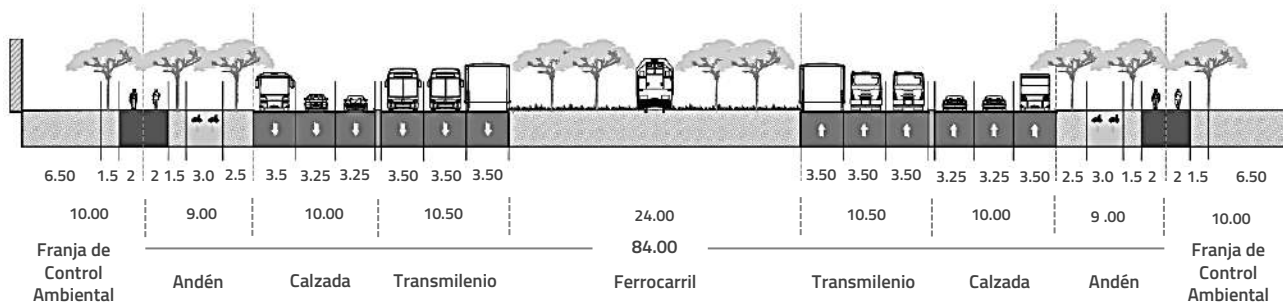 6.50 1.5 2 2 1.5 3.0 2.5 3.5 3.25 3.25 3.50 3.50 3.50 3.50 3.50 3.50 3.25 3.25 3.50 2.5 3.0 1.5 2 2 1.5 6.50
10.00 9.00 10.00 10.50 24.00 10.50 10.00 9 .00 10.00
84.00
Franja de
Control
Ambiental
Andén
Calzada
Transmilenio
Ferrocarril
Transmilenio
Calzada
Andén
Franja de
Control
Ambiental